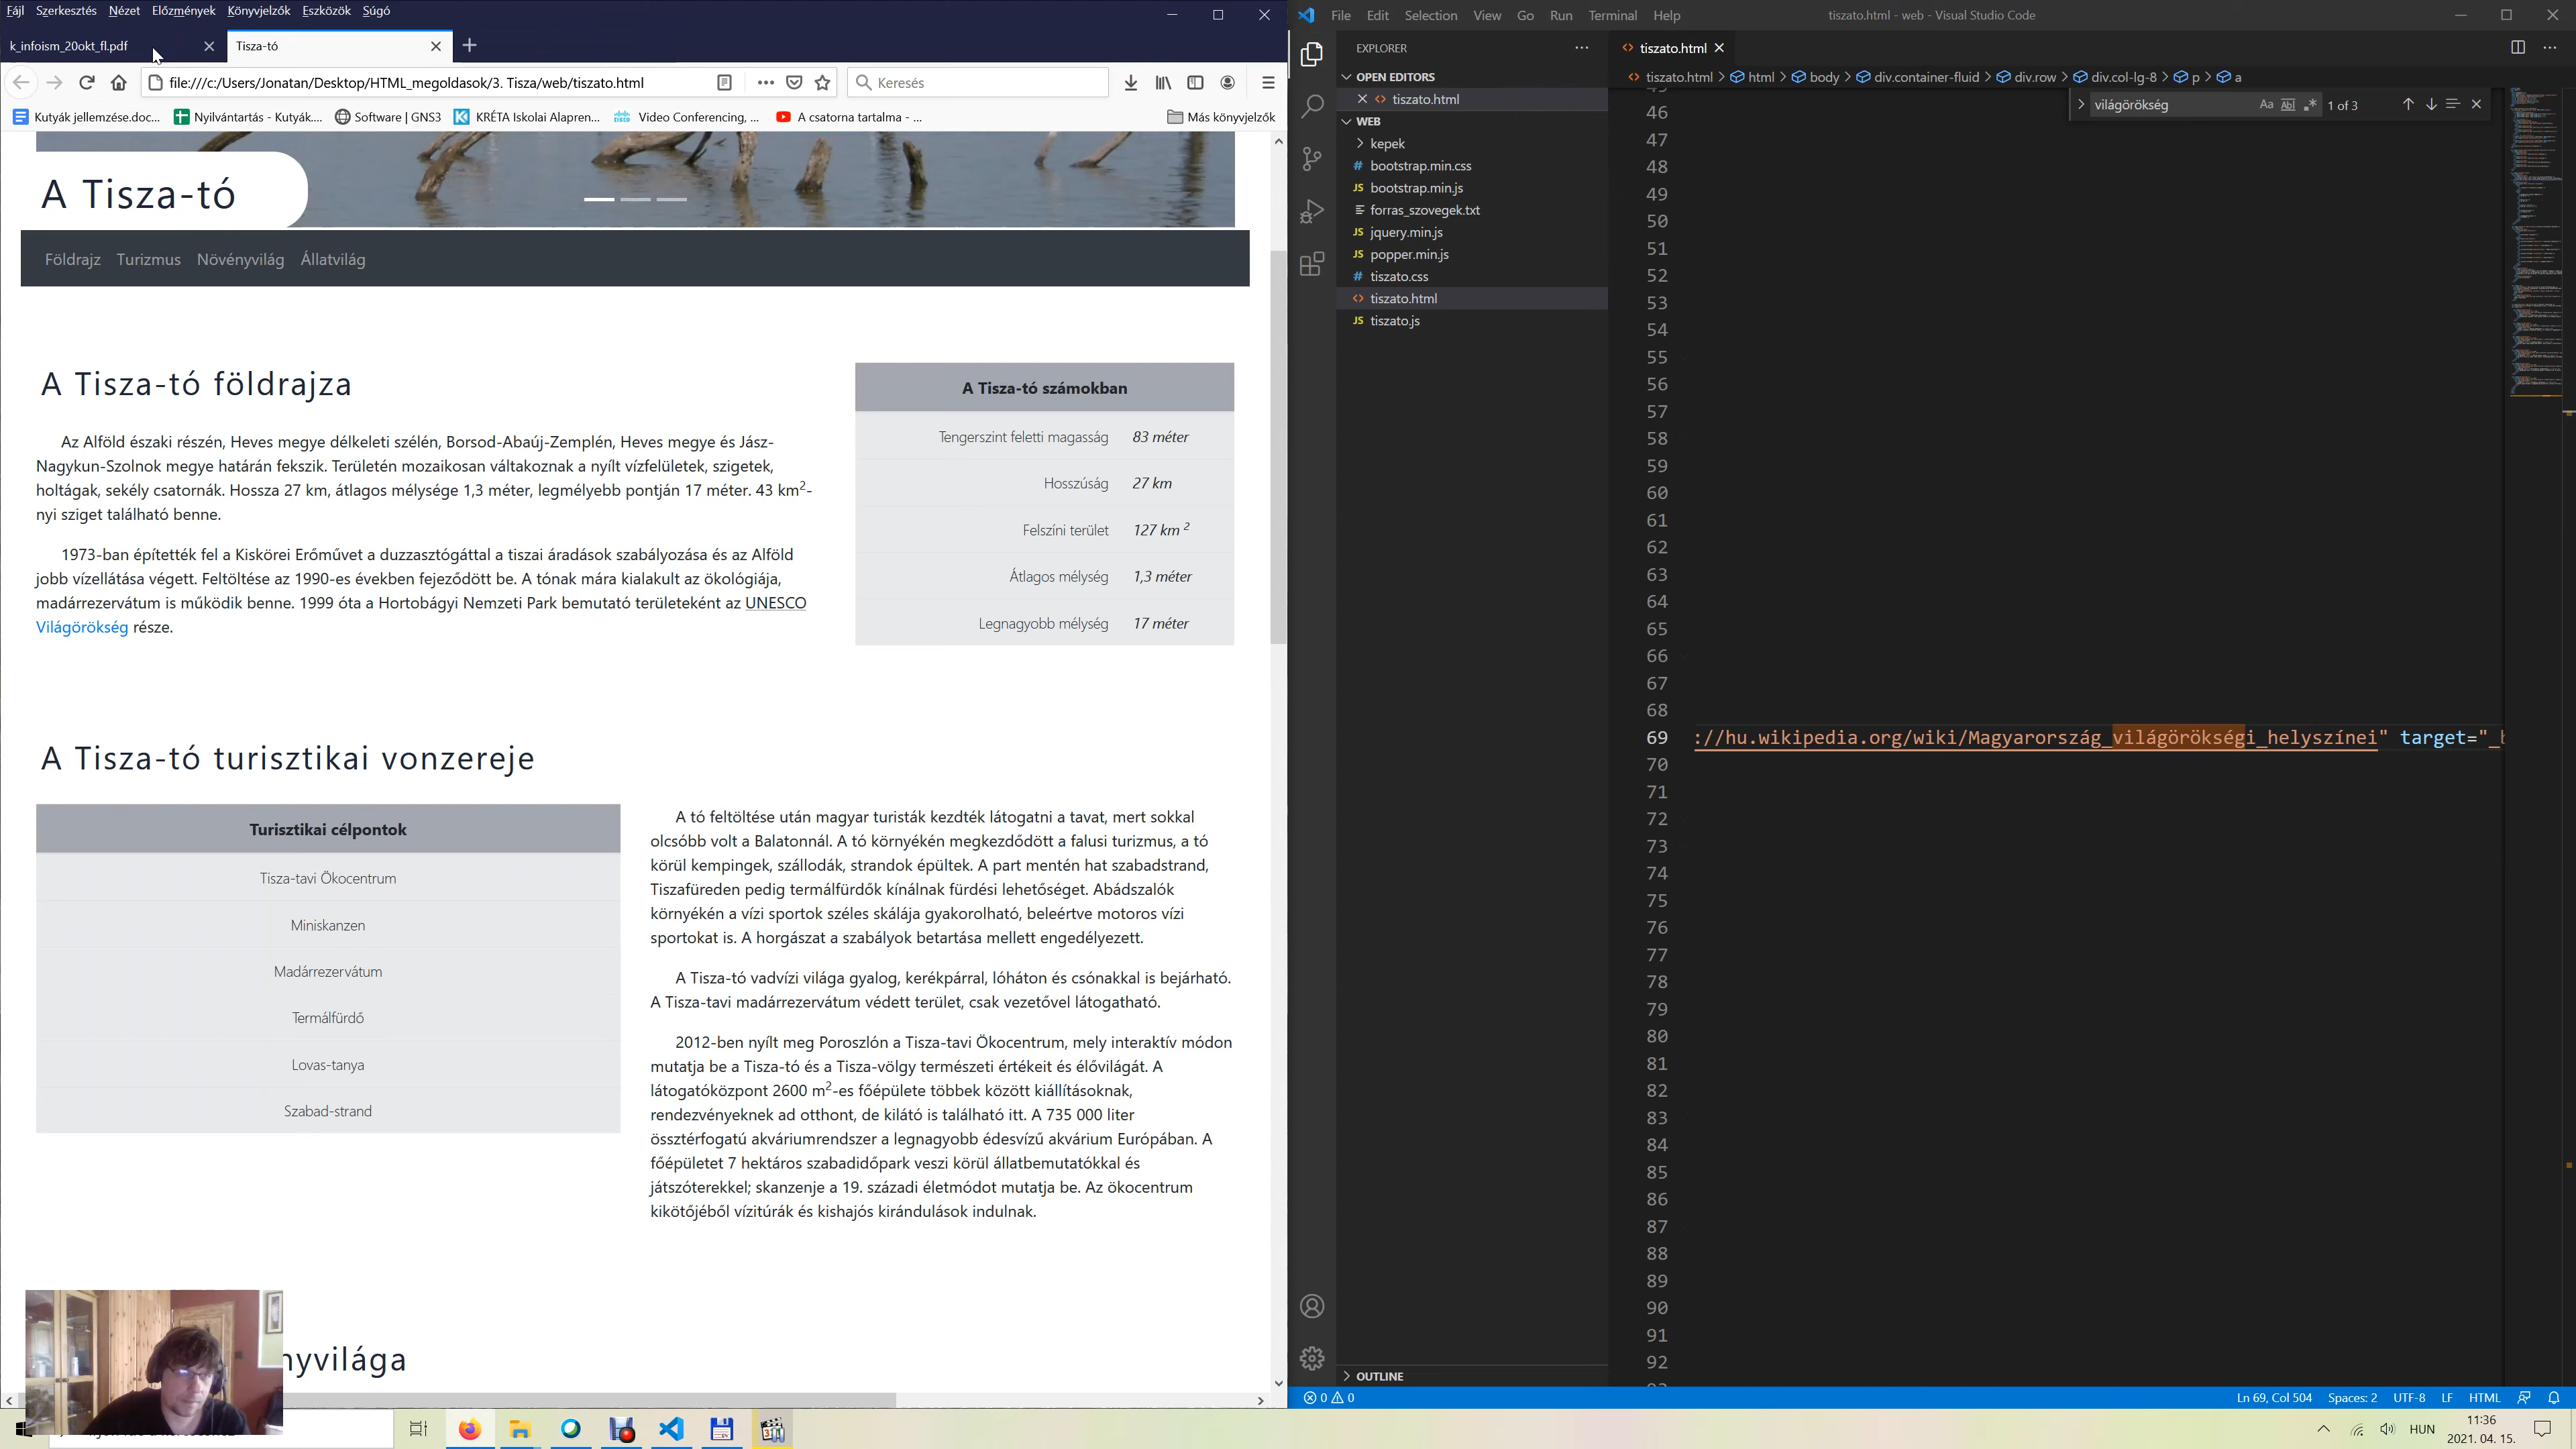 Fájl Szerkesztés Nézet Előzmények Könyvjelzők Eszközök Súgó
k_infoism_20okt_fl.pdf
Tisza-tó
file:///c:/Users/Jonatan/Desktop/HTML_megoldasok/3. Tisza/web/tiszato.html
Keresés
Kutyák jellemzése.doc...
Nyilvántartás - Kutyák....
Software | GNS3
KRÉTA Iskolai Alapren...
Video Conferencing, ...
A csatorna tartalma - ...
Más könyvjelzők
A Tisza-tó
Földrajz Turizmus Növényvilág Állatvilág
A Tisza-tó földrajza
Az Alföld északi részén, Heves megye délkeleti szélén, Borsod-Abaúj-Zemplén, Heves megye és Jász-
Nagykun-Szolnok megye határán fekszik. Területén mozaikosan váltakoznak a nyílt vízfelületek, szigetek,
holtágak, sekély csatornák. Hossza 27 km, átlagos mélysége 1,3 méter, legmélyebb pontján 17 méter. 43 km2-
nyi sziget található benne.
1973-ban építették fel a Kiskörei Erőművet a duzzasztógáttal a tiszai áradások szabályozása és az Alföld
jobb vízellátása végett. Feltöltése az 1990-es években fejeződött be. A tónak mára kialakult az ökológiája,
madárrezervátum is működik benne. 1999 óta a Hortobágyi Nemzeti Park bemutató területeként az UNESCO
Világörökség része.
A Tisza-tó számokban
Tengerszint feletti magasság 83 méter
Hosszúság 27 km
Felszíni terület 127 km 2
Átlagos mélység 1,3 méter
Legnagyobb mélység 17 méter
A Tisza-tó turisztikai vonzereje
Turisztikai célpontok
Tisza-tavi Ökocentrum
Miniskanzen
Madárrezervátum
Termálfürdő
Lovas-tanya
Szabad-strand
A tó feltöltése után magyar turisták kezdték látogatni a tavat, mert sokkal
olcsóbb volt a Balatonnál. A tó környékén megkezdődött a falusi turizmus, a tó
körül kempingek, szállodák, strandok épültek. A part mentén hat szabadstrand,
Tiszafüreden pedig termálfürdők kínálnak fürdési lehetőséget. Abádszalók
környékén a vízi sportok széles skálája gyakorolható, beleértve motoros vízi
sportokat is. A horgászat a szabályok betartása mellett engedélyezett.
A Tisza-tó vadvízi világa gyalog, kerékpárral, lóháton és csónakkal is bejárható.
A Tisza-tavi madárrezervátum védett terület, csak vezetővel látogatható.
2012-ben nyílt meg Poroszlón a Tisza-tavi Ökocentrum, mely interaktív módon
mutatja be a Tisza-tó és a Tisza-völgy természeti értékeit és élővilágát. A
látogatóközpont 2600 m2-es főépülete többek között kiállításoknak,
rendezvényeknek ad otthont, de kilátó is található itt. A 735 000 liter
össztérfogatú akváriumrendszer a legnagyobb édesvízű akvárium Európában. A
főépületet 7 hektáros szabadidőpark veszi körül állatbemutatókkal és
játszóterekkel; skanzenje a 19. századi életmódot mutatja be. Az ökocentrum
kikötőjéből vízitúrák és kishajós kirándulások indulnak.
nyvilága
File Edit Selection View Go Run Terminal Help
tiszato.html - web - Visual Studio Code
EXPLORER
OPEN EDITORS
tiszato.html
WEB
kepek
bootstrap.min.css
bootstrap.min.js
forras_szovegek.txt
jquery.min.js
popper.min.js
tiszato.css
tiszato.html
tiszato.js
OUTLINE
tiszato.html
tiszato.html > html > body > div.container-fluid > div.row > div.col-lg-8 > p > a
világörökség
1 of 3
46
47
48
49
50
51
52
53
54
55
56
57
58
59
60
61
62
63
64
65
66
67
68
69 ://hu.wikipedia.org/wiki/Magyarország_világörökségi_helyszínei" target="_b
70
71
72
73
74
75
76
77
78
79
80
81
82
83
84
85
86
87
88
89
90
91
92
0 0
Ln 69, Col 504 Spaces: 2 UTF-8 LF HTML
HUN
11:36
2021. 04. 15.